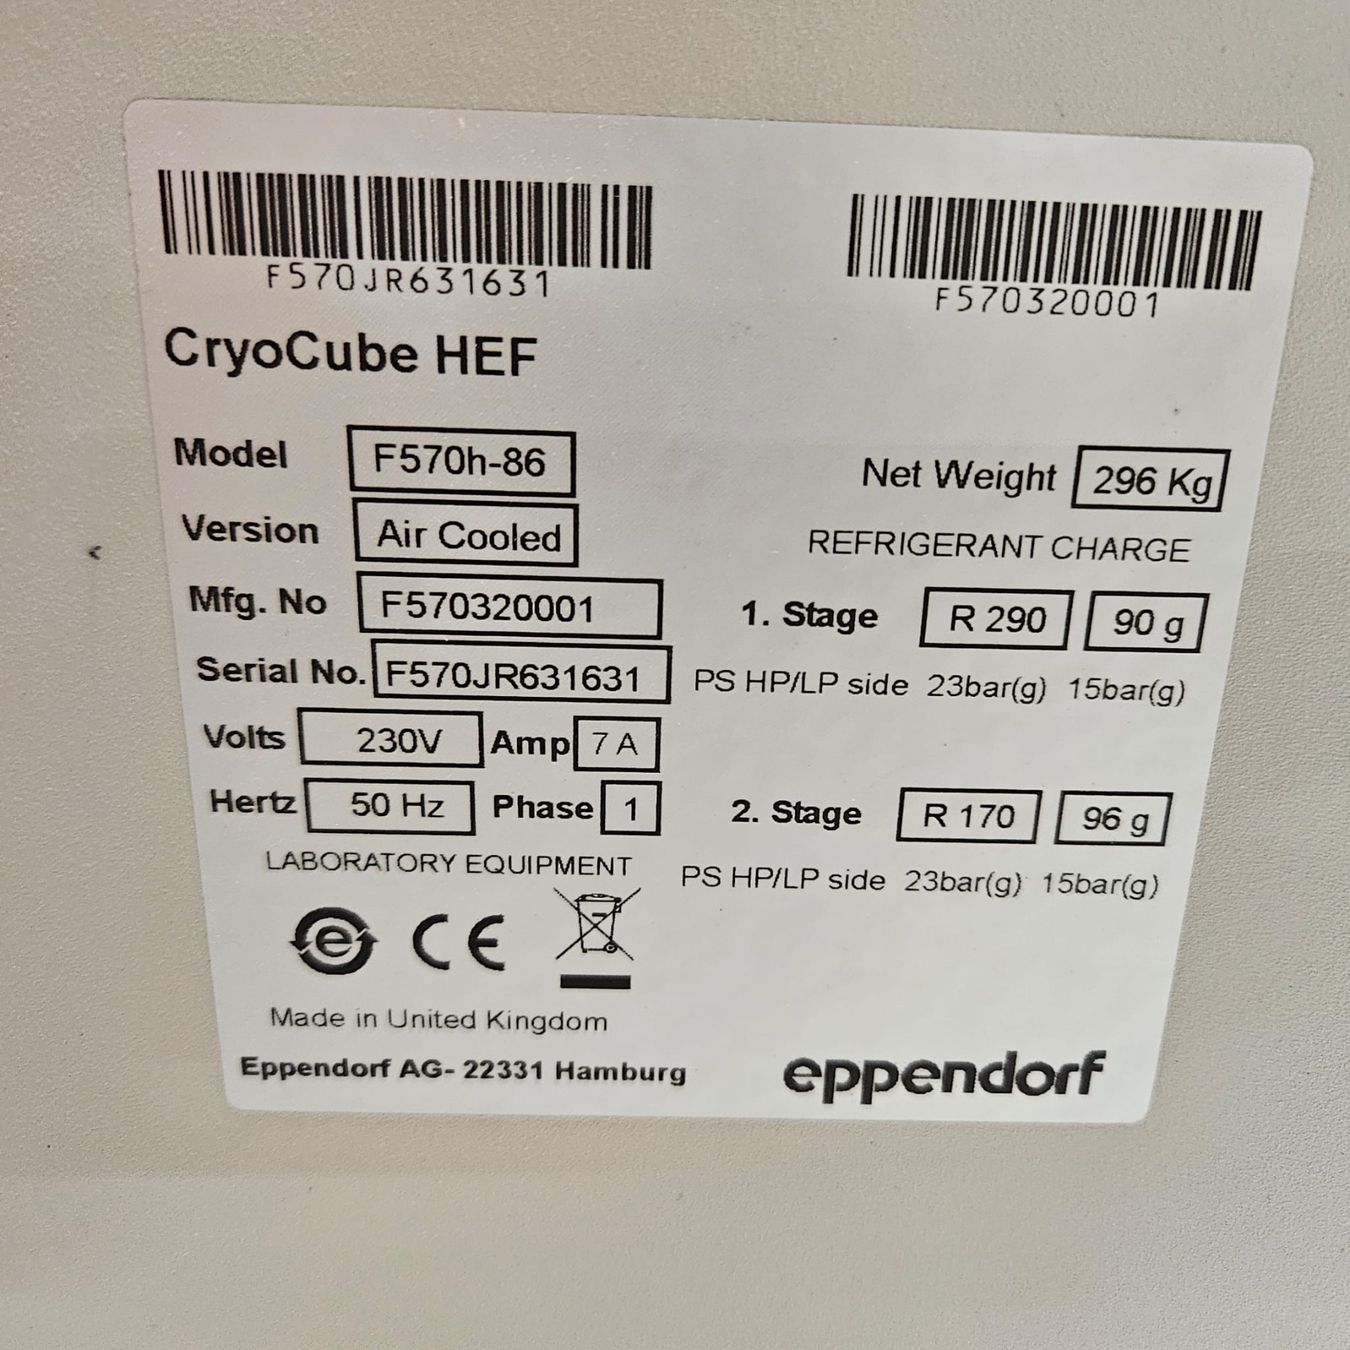 F570JR631631
F570320001
CryoCube HEF
Model F570h-86
Net Weight 296 Kg
Version Air Cooled
REFRIGERANT CHARGE
Mfg. No F570320001
1. Stage R 290 90 g
Serial No. F570JR631631
PS HP/LP side 23bar(g) 15bar(g)
Volts 230V Amp 7 A
Hertz 50 Hz Phase 1
2. Stage R 170 96 g
LABORATORY EQUIPMENT
PS HP/LP side 23bar(g) 15bar(g)
e CE
Made in United Kingdom
Eppendorf AG- 22331 Hamburg
eppendorf